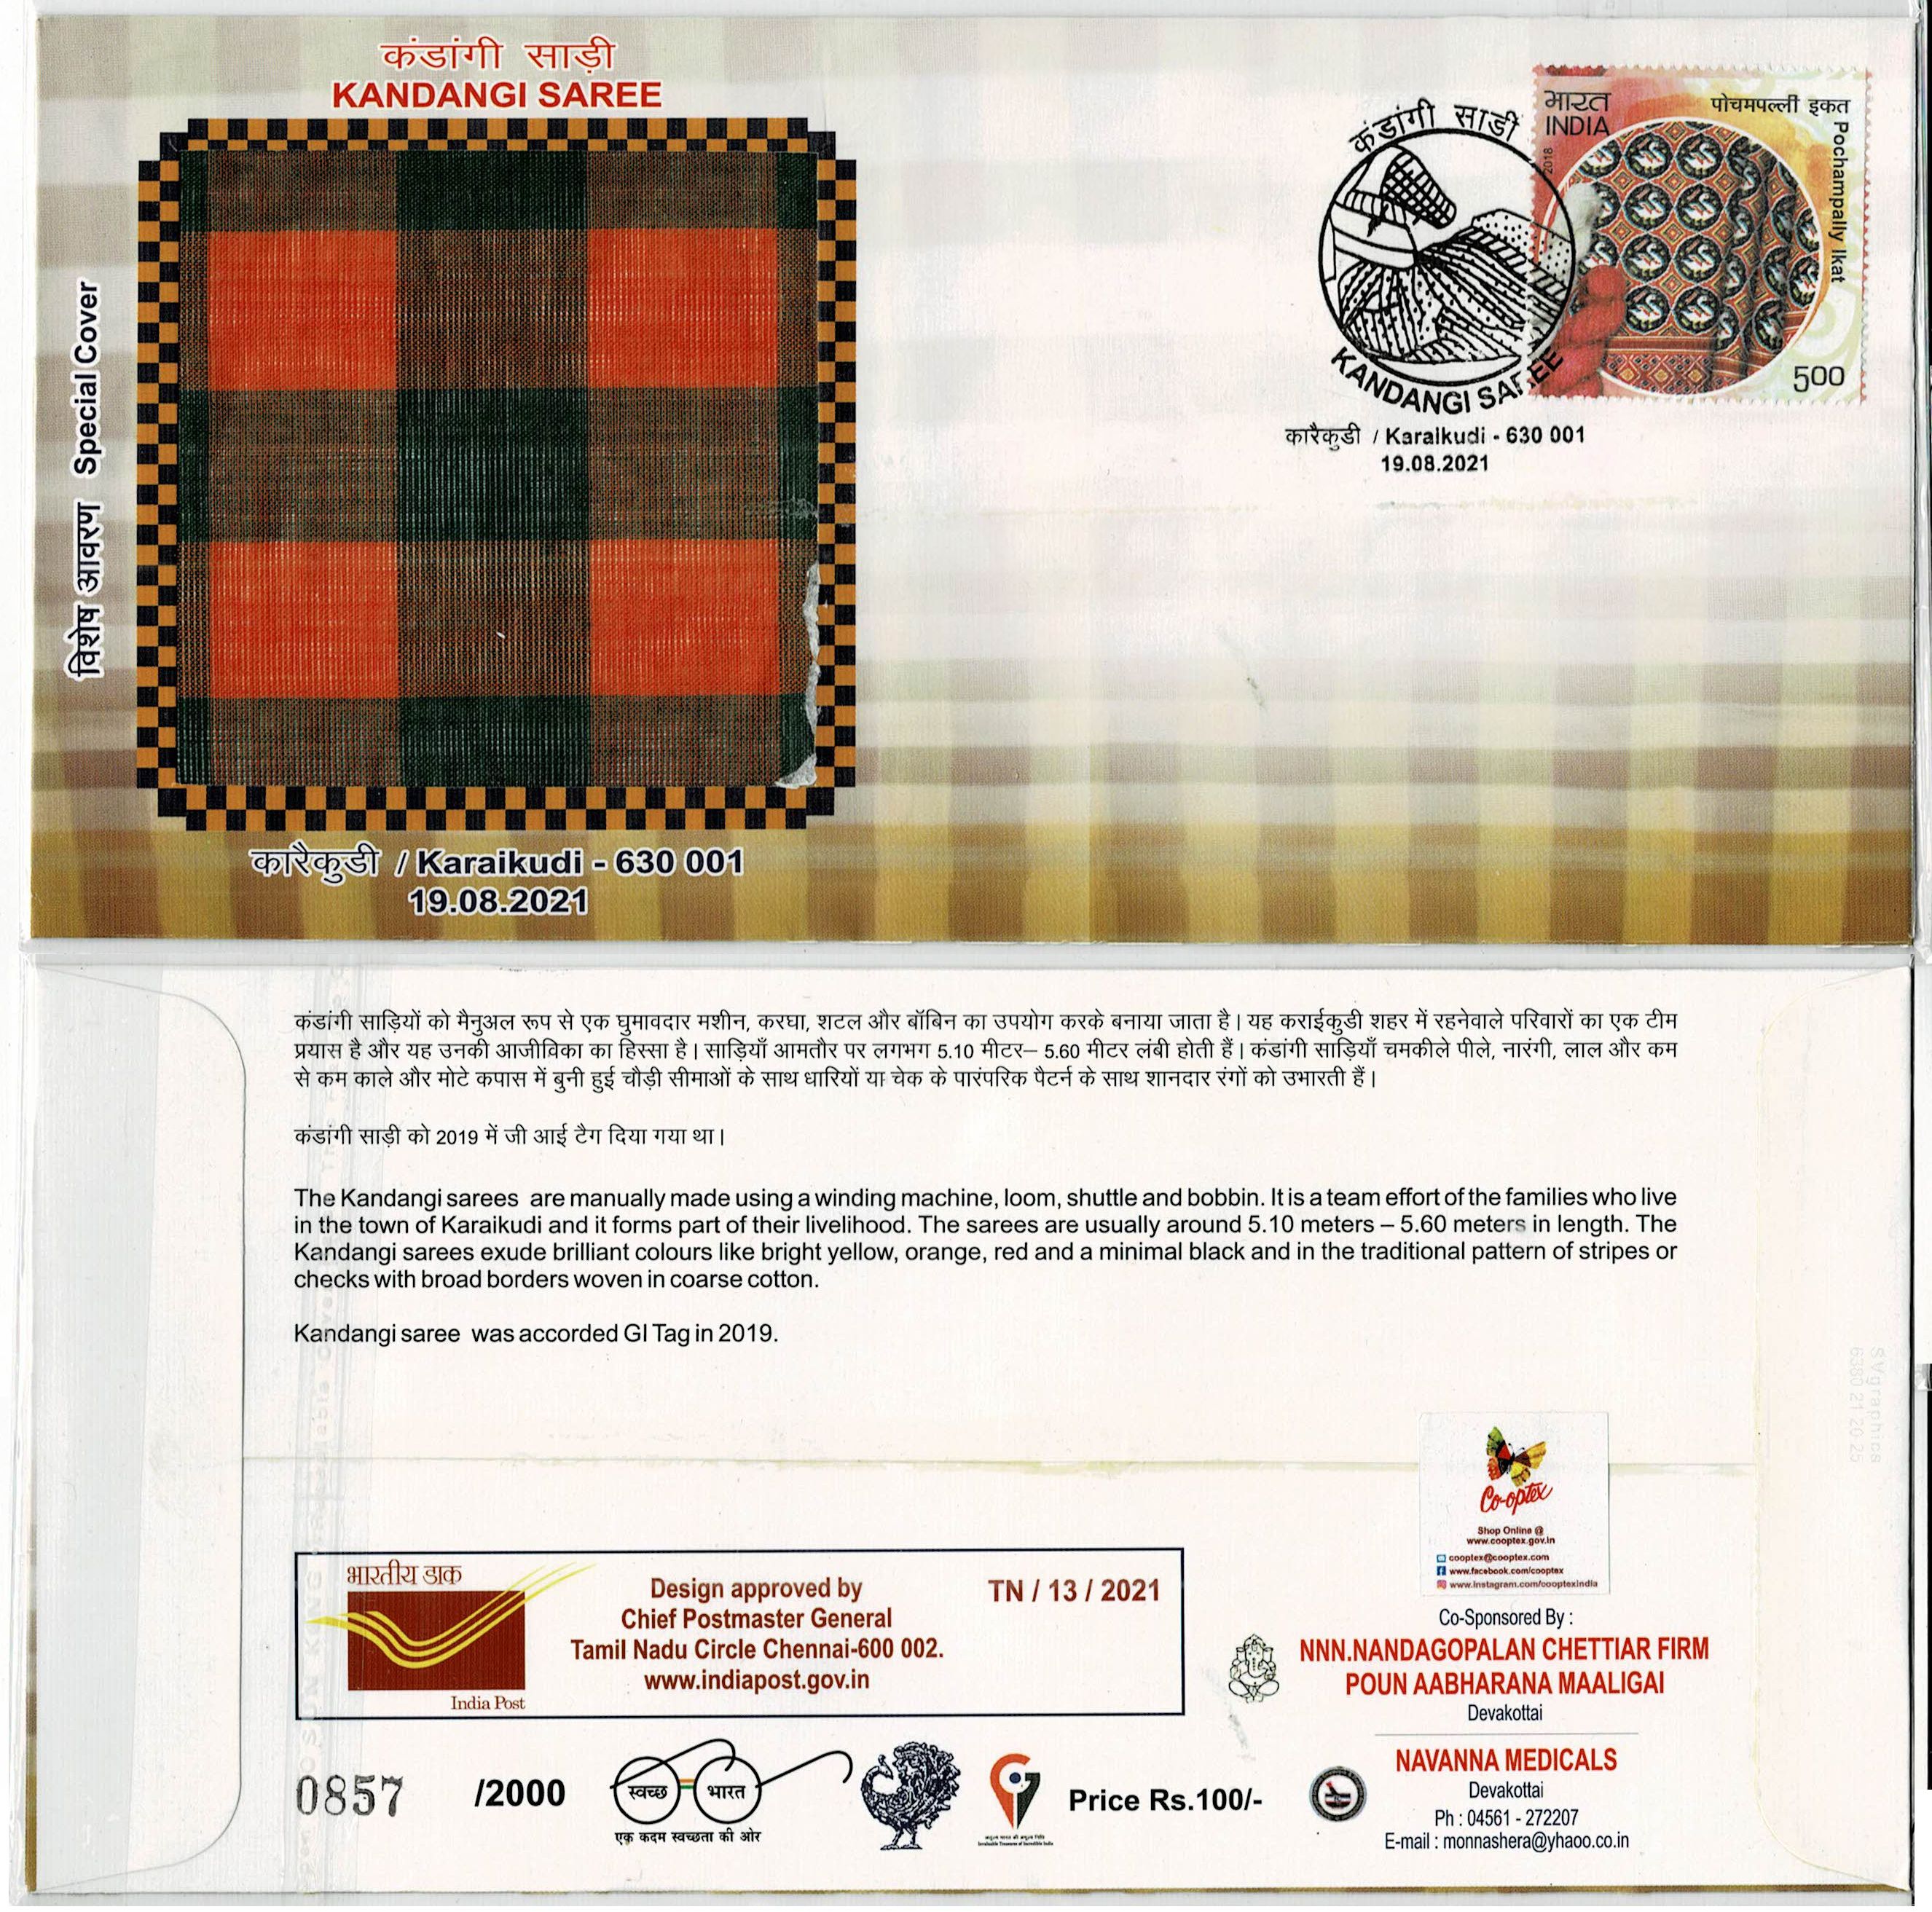 कंडांगी साड़ी
KANDANGI SAREE
विशेष आवरण Special Cover
कारैकुडी / Karaikudi - 630 001
19.08.2021
कंडांगी साडी
KANDANGI SAREE
कारैकुडी / Karaikudi - 630 001
19.08.2021
भारत
INDIA
2018
पोचमपल्ली इकत
Pochampally Ikat
500
कंडांगी साड़ियों को मैनुअल रूप से एक घुमावदार मशीन, करघा, शटल और बॉबिन का उपयोग करके बनाया जाता है। यह कराईकुडी शहर में रहनेवाले परिवारों का एक टीम
प्रयास है और यह उनकी आजीविका का हिस्सा है। साड़ियाँ आमतौर पर लगभग 5.10 मीटर– 5.60 मीटर लंबी होती हैं। कंडांगी साड़ियाँ चमकीले पीले, नारंगी, लाल और कम
से कम काले और मोटे कपास में बुनी हुई चौड़ी सीमाओं के साथ धारियों या चेक के पारंपरिक पैटर्न के साथ शानदार रंगों को उभारती हैं।
कंडांगी साड़ी को 2019 में जी आई टैग दिया गया था।
The Kandangi sarees are manually made using a winding machine, loom, shuttle and bobbin. It is a team effort of the families who live
in the town of Karaikudi and it forms part of their livelihood. The sarees are usually around 5.10 meters – 5.60 meters in length. The
Kandangi sarees exude brilliant colours like bright yellow, orange, red and a minimal black and in the traditional pattern of stripes or
checks with broad borders woven in coarse cotton.
Kandangi saree was accorded GI Tag in 2019.
SVgraphics
6380 21 20 25
Co-optex
Shop Online @
www.cooptex.gov.in
cooptex@cooptex.com
www.facebook.com/cooptex
www.instagram.com/cooptexindia
भारतीय डाक
India Post
Design approved by
Chief Postmaster General
Tamil Nadu Circle Chennai-600 002.
www.indiapost.gov.in
TN / 13 / 2021
Co-Sponsored By :
NNN.NANDAGOPALAN CHETTIAR FIRM
POUN AABHARANA MAALIGAI
Devakottai
NAVANNA MEDICALS
Devakottai
Ph : 04561 - 272207
E-mail : monnashera@yhaoo.co.in
0857 /2000
स्वच्छ भारत
एक कदम स्वच्छता की ओर
अतुल्य भारत की अमूल्य निधि
Invaluable Treasures of Incredible India
Price Rs.100/-